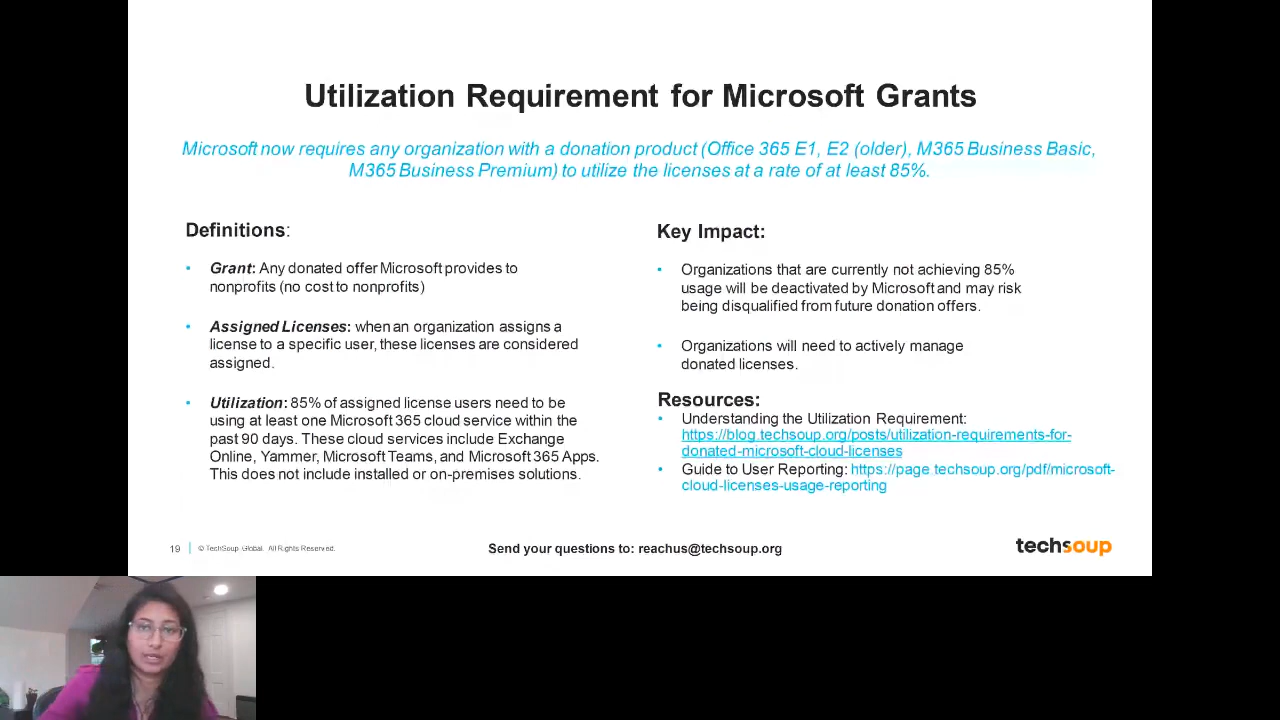 Utilization Requirement for Microsoft Grants
Microsoft now requires any organization with a donation product (Office 365 E1, E2 (older), M365 Business Basic,
M365 Business Premium) to utilize the licenses at a rate of at least 85%.
Definitions:
• Grant: Any donated offer Microsoft provides to
nonprofits (no cost to nonprofits)
• Assigned Licenses: when an organization assigns a
license to a specific user, these licenses are considered
assigned.
• Utilization: 85% of assigned license users need to be
using at least one Microsoft 365 cloud service within the
past 90 days. These cloud services include Exchange
Online, Yammer, Microsoft Teams, and Microsoft 365 Apps.
This does not include installed or on-premises solutions.
Key Impact:
• Organizations that are currently not achieving 85%
usage will be deactivated by Microsoft and may risk
being disqualified from future donation offers.
• Organizations will need to actively manage
donated licenses.
Resources:
• Understanding the Utilization Requirement:
https://blog.techsoup.org/posts/utilization-requirements-for-
donated-microsoft-cloud-licenses
• Guide to User Reporting: https://page.techsoup.org/pdf/microsoft-
cloud-licenses-usage-reporting
19 | © TechSoup Global. All Rights Reserved.
Send your questions to: reachus@techsoup.org
techsoup